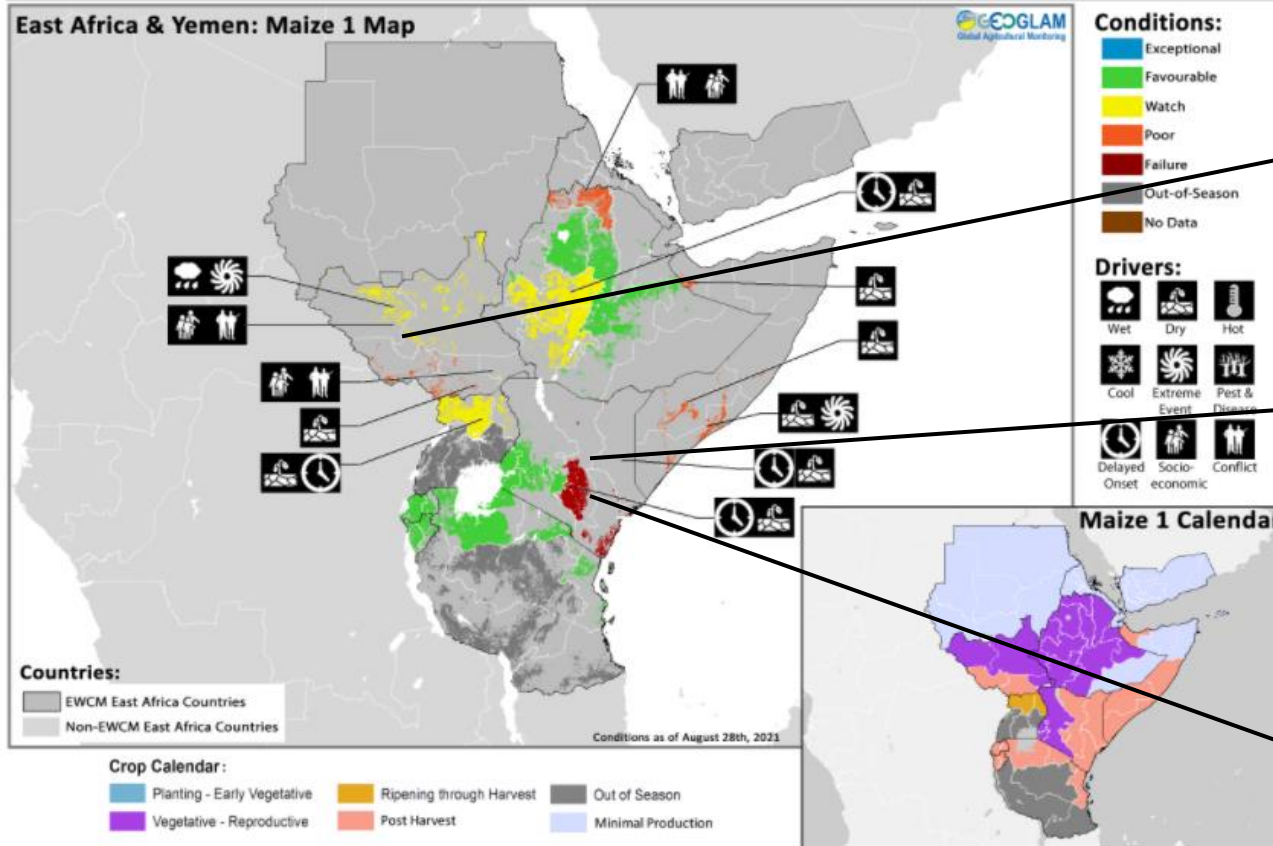 East Africa & Yemen: Maize 1 Map
GEOGLAM
Global Agricultural Monitoring
Conditions:
Exceptional
Favourable
Watch
Poor
Failure
Out-of-Season
No Data
Drivers:
Wet
Dry
Hot
Cool
Extreme Event
Pest & Disease
Delayed Onset
Socio-economic
Conflict
Countries:
EWCM East Africa Countries
Non-EWCM East Africa Countries
Conditions as of August 28th, 2021
Maize 1 Calendar
Crop Calendar:
Planting - Early Vegetative
Vegetative - Reproductive
Ripening through Harvest
Post Harvest
Out of Season
Minimal Production